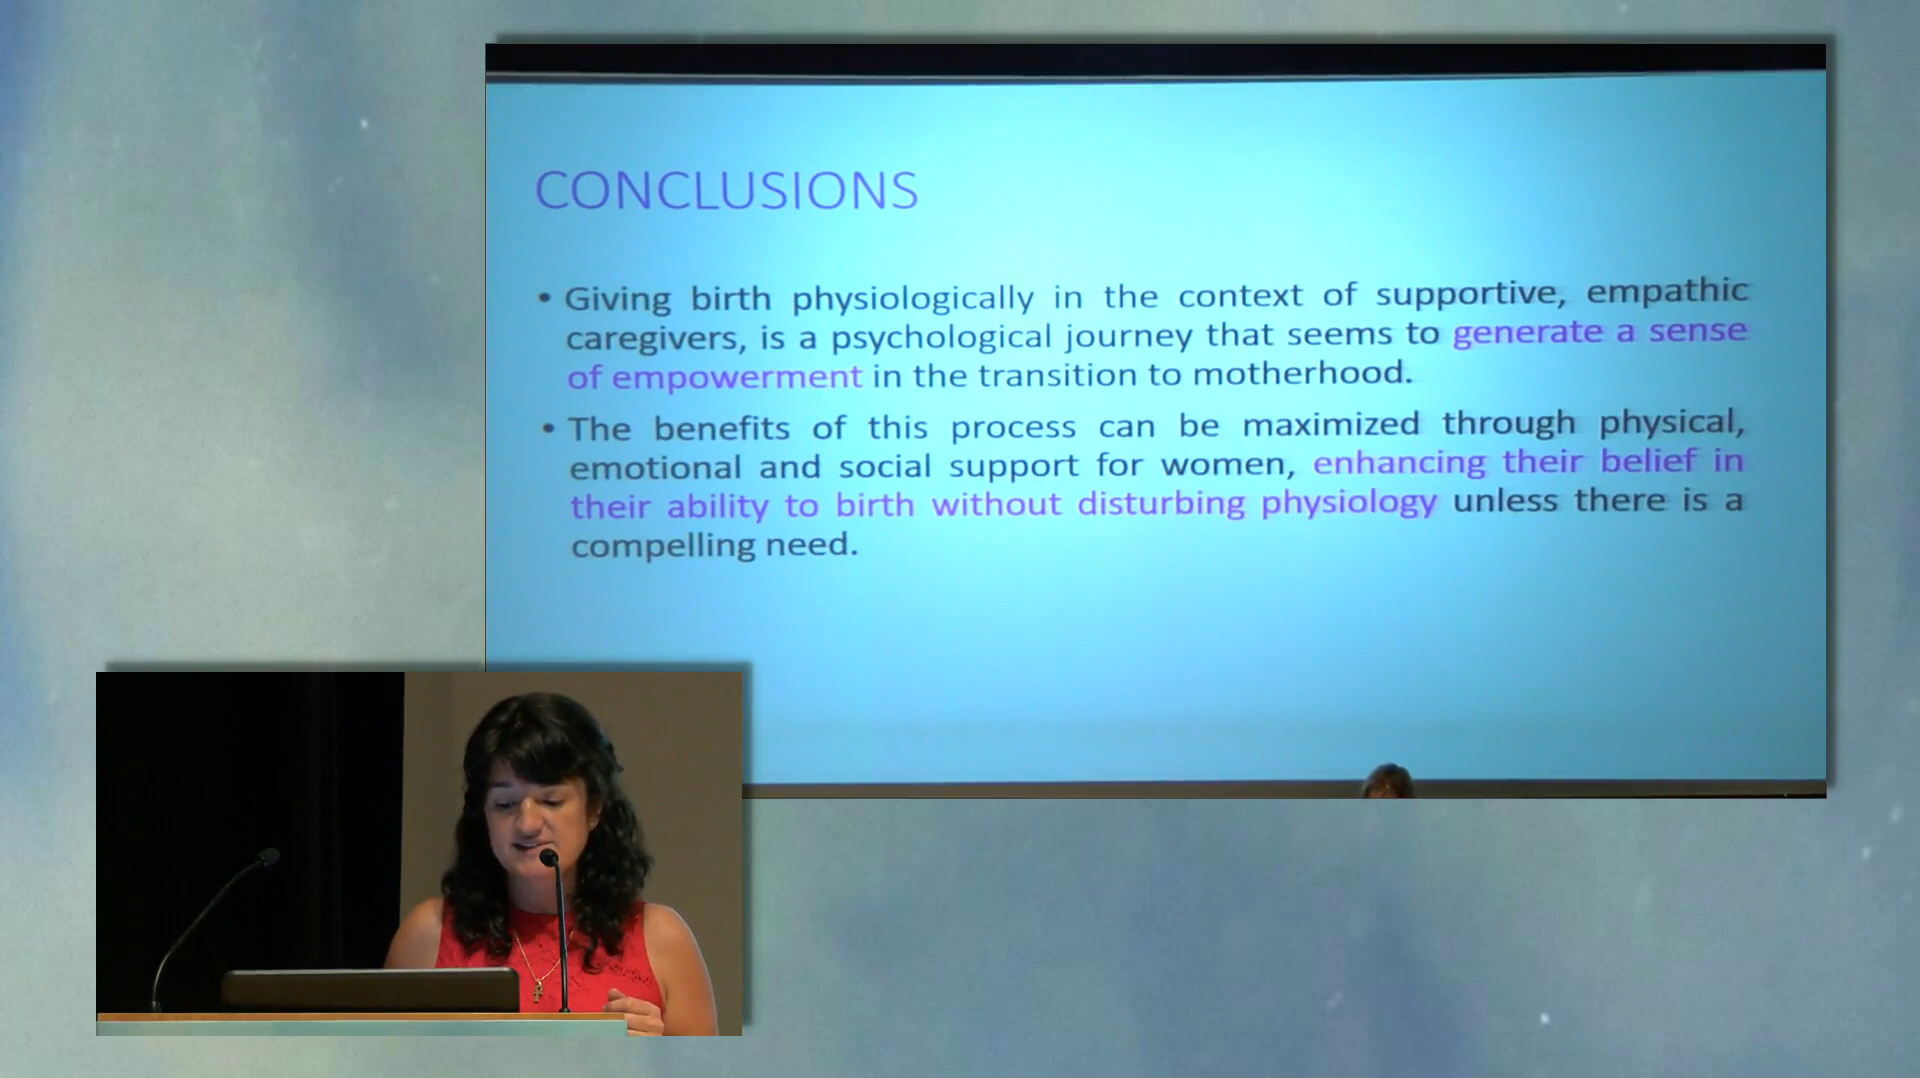 CONCLUSIONS
• Giving birth physiologically in the context of supportive, empathic
caregivers, is a psychological journey that seems to generate a sense
of empowerment in the transition to motherhood.
• The benefits of this process can be maximized through physical,
emotional and social support for women, enhancing their belief in
their ability to birth without disturbing physiology unless there is a
compelling need.